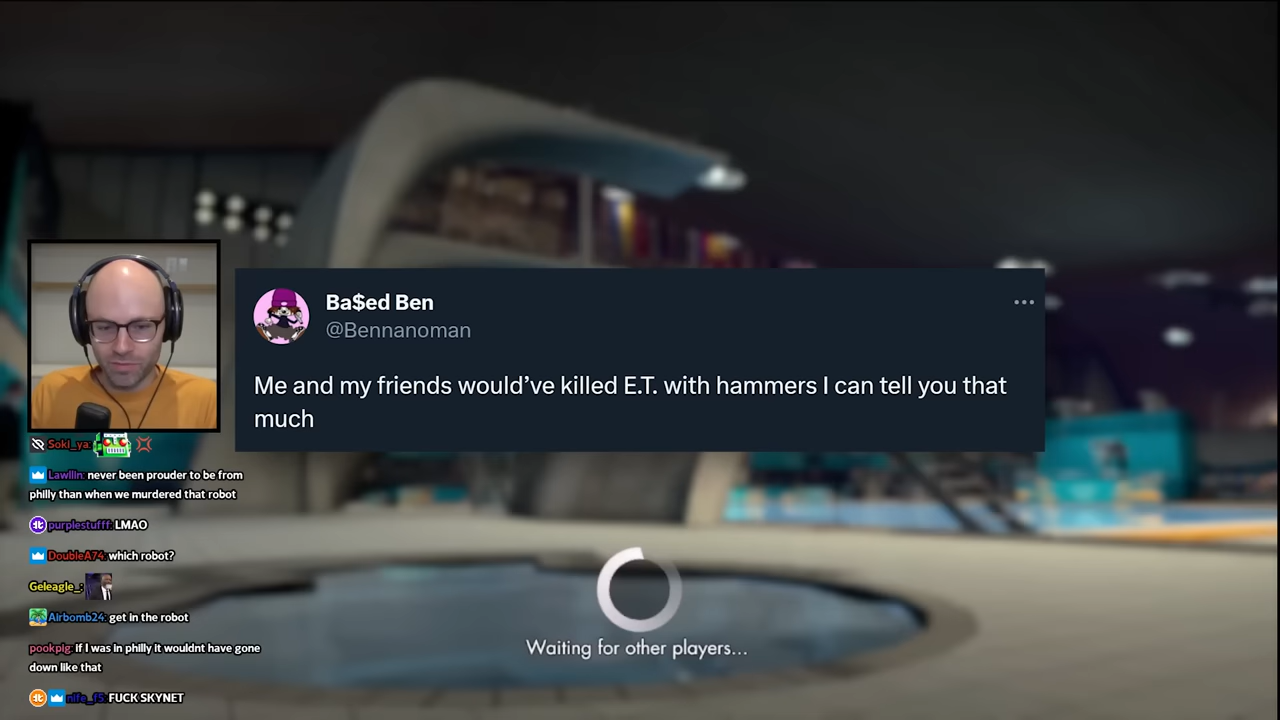 Ba$ed Ben
@Bennanoman
Me and my friends would’ve killed E.T. with hammers I can tell you that
much
Soki_ya:
Lawllin: never been prouder to be from
philly than when we murdered that robot
purplestufff: LMAO
DoubleA74: which robot?
Geleagle_:
Airbomb24: get in the robot
pookpig: if I was in philly it wouldnt have gone
down like that
nife_f5: FUCK SKYNET
Waiting for other players...